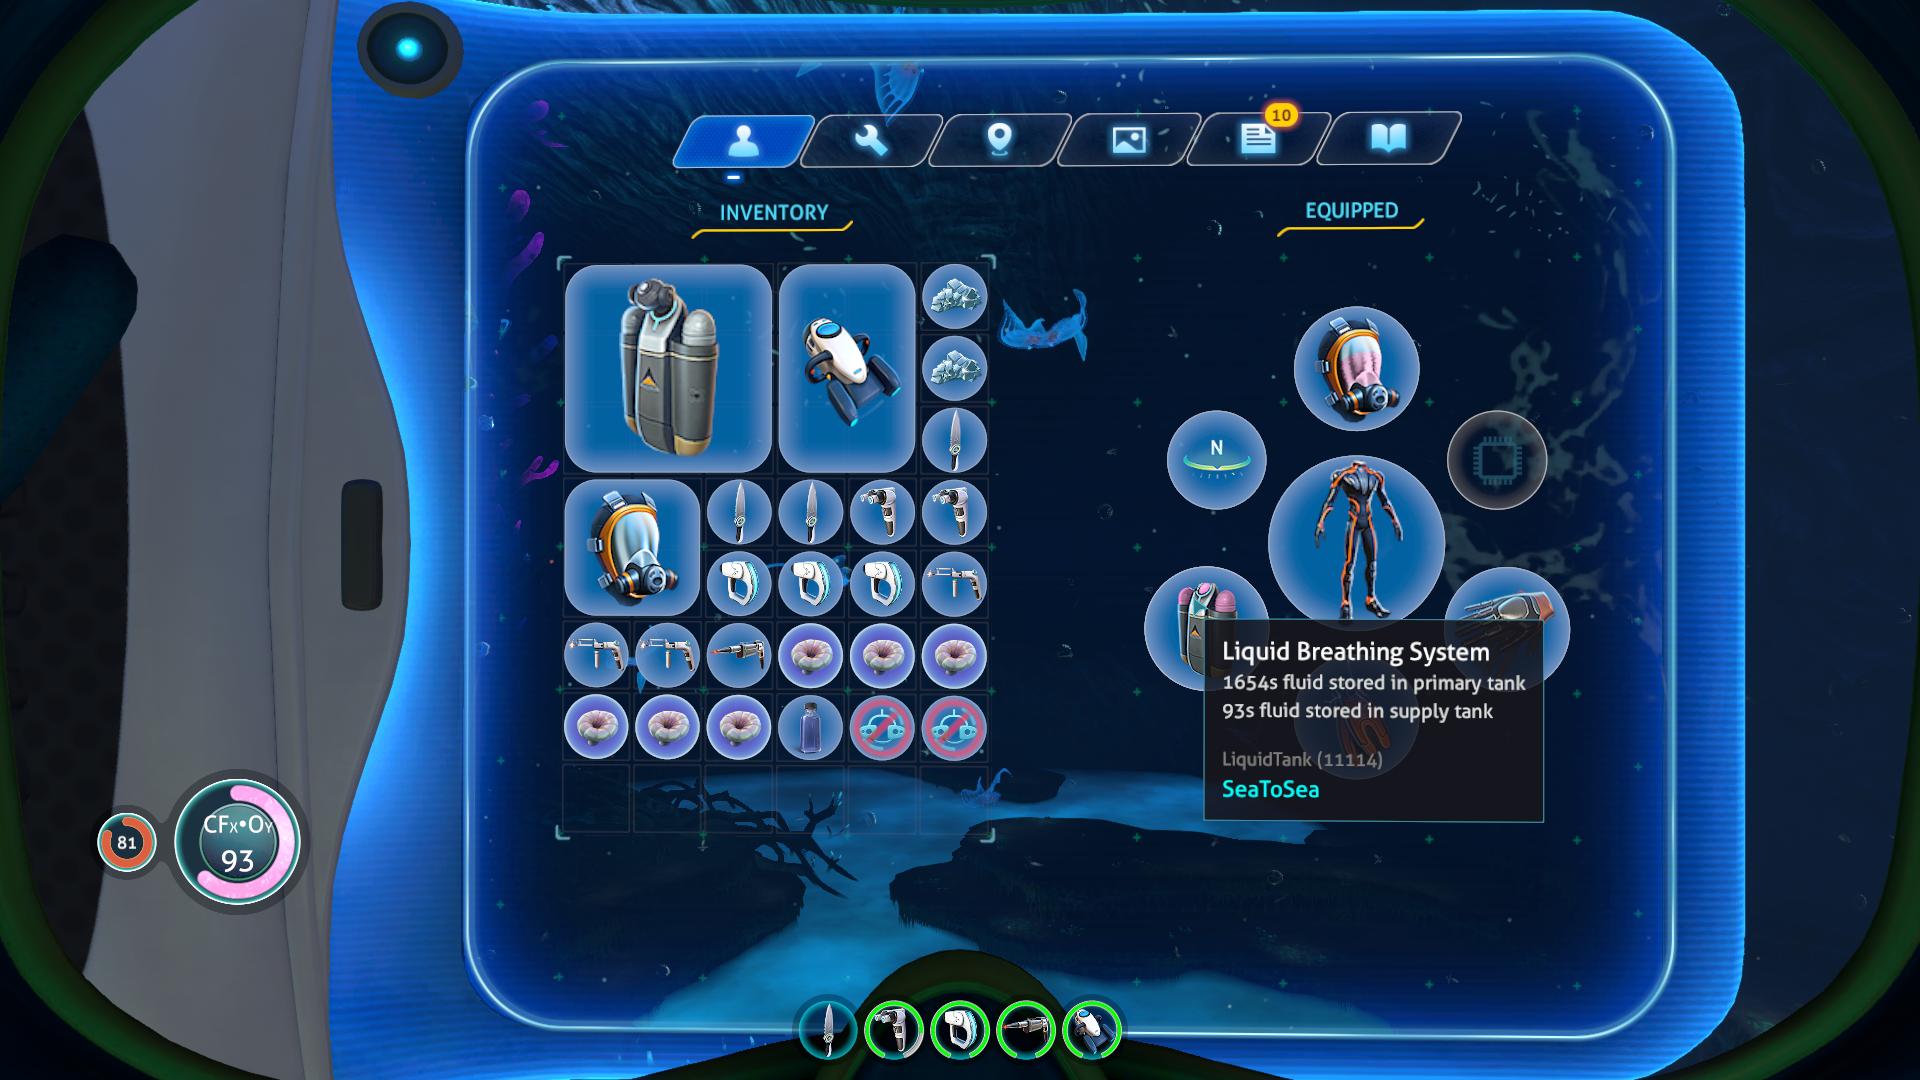 10
INVENTORY
EQUIPPED
N
Liquid Breathing System
1654s fluid stored in primary tank
93s fluid stored in supply tank
LiquidTank (11114)
SeaToSea
81
CFx•Oy
93